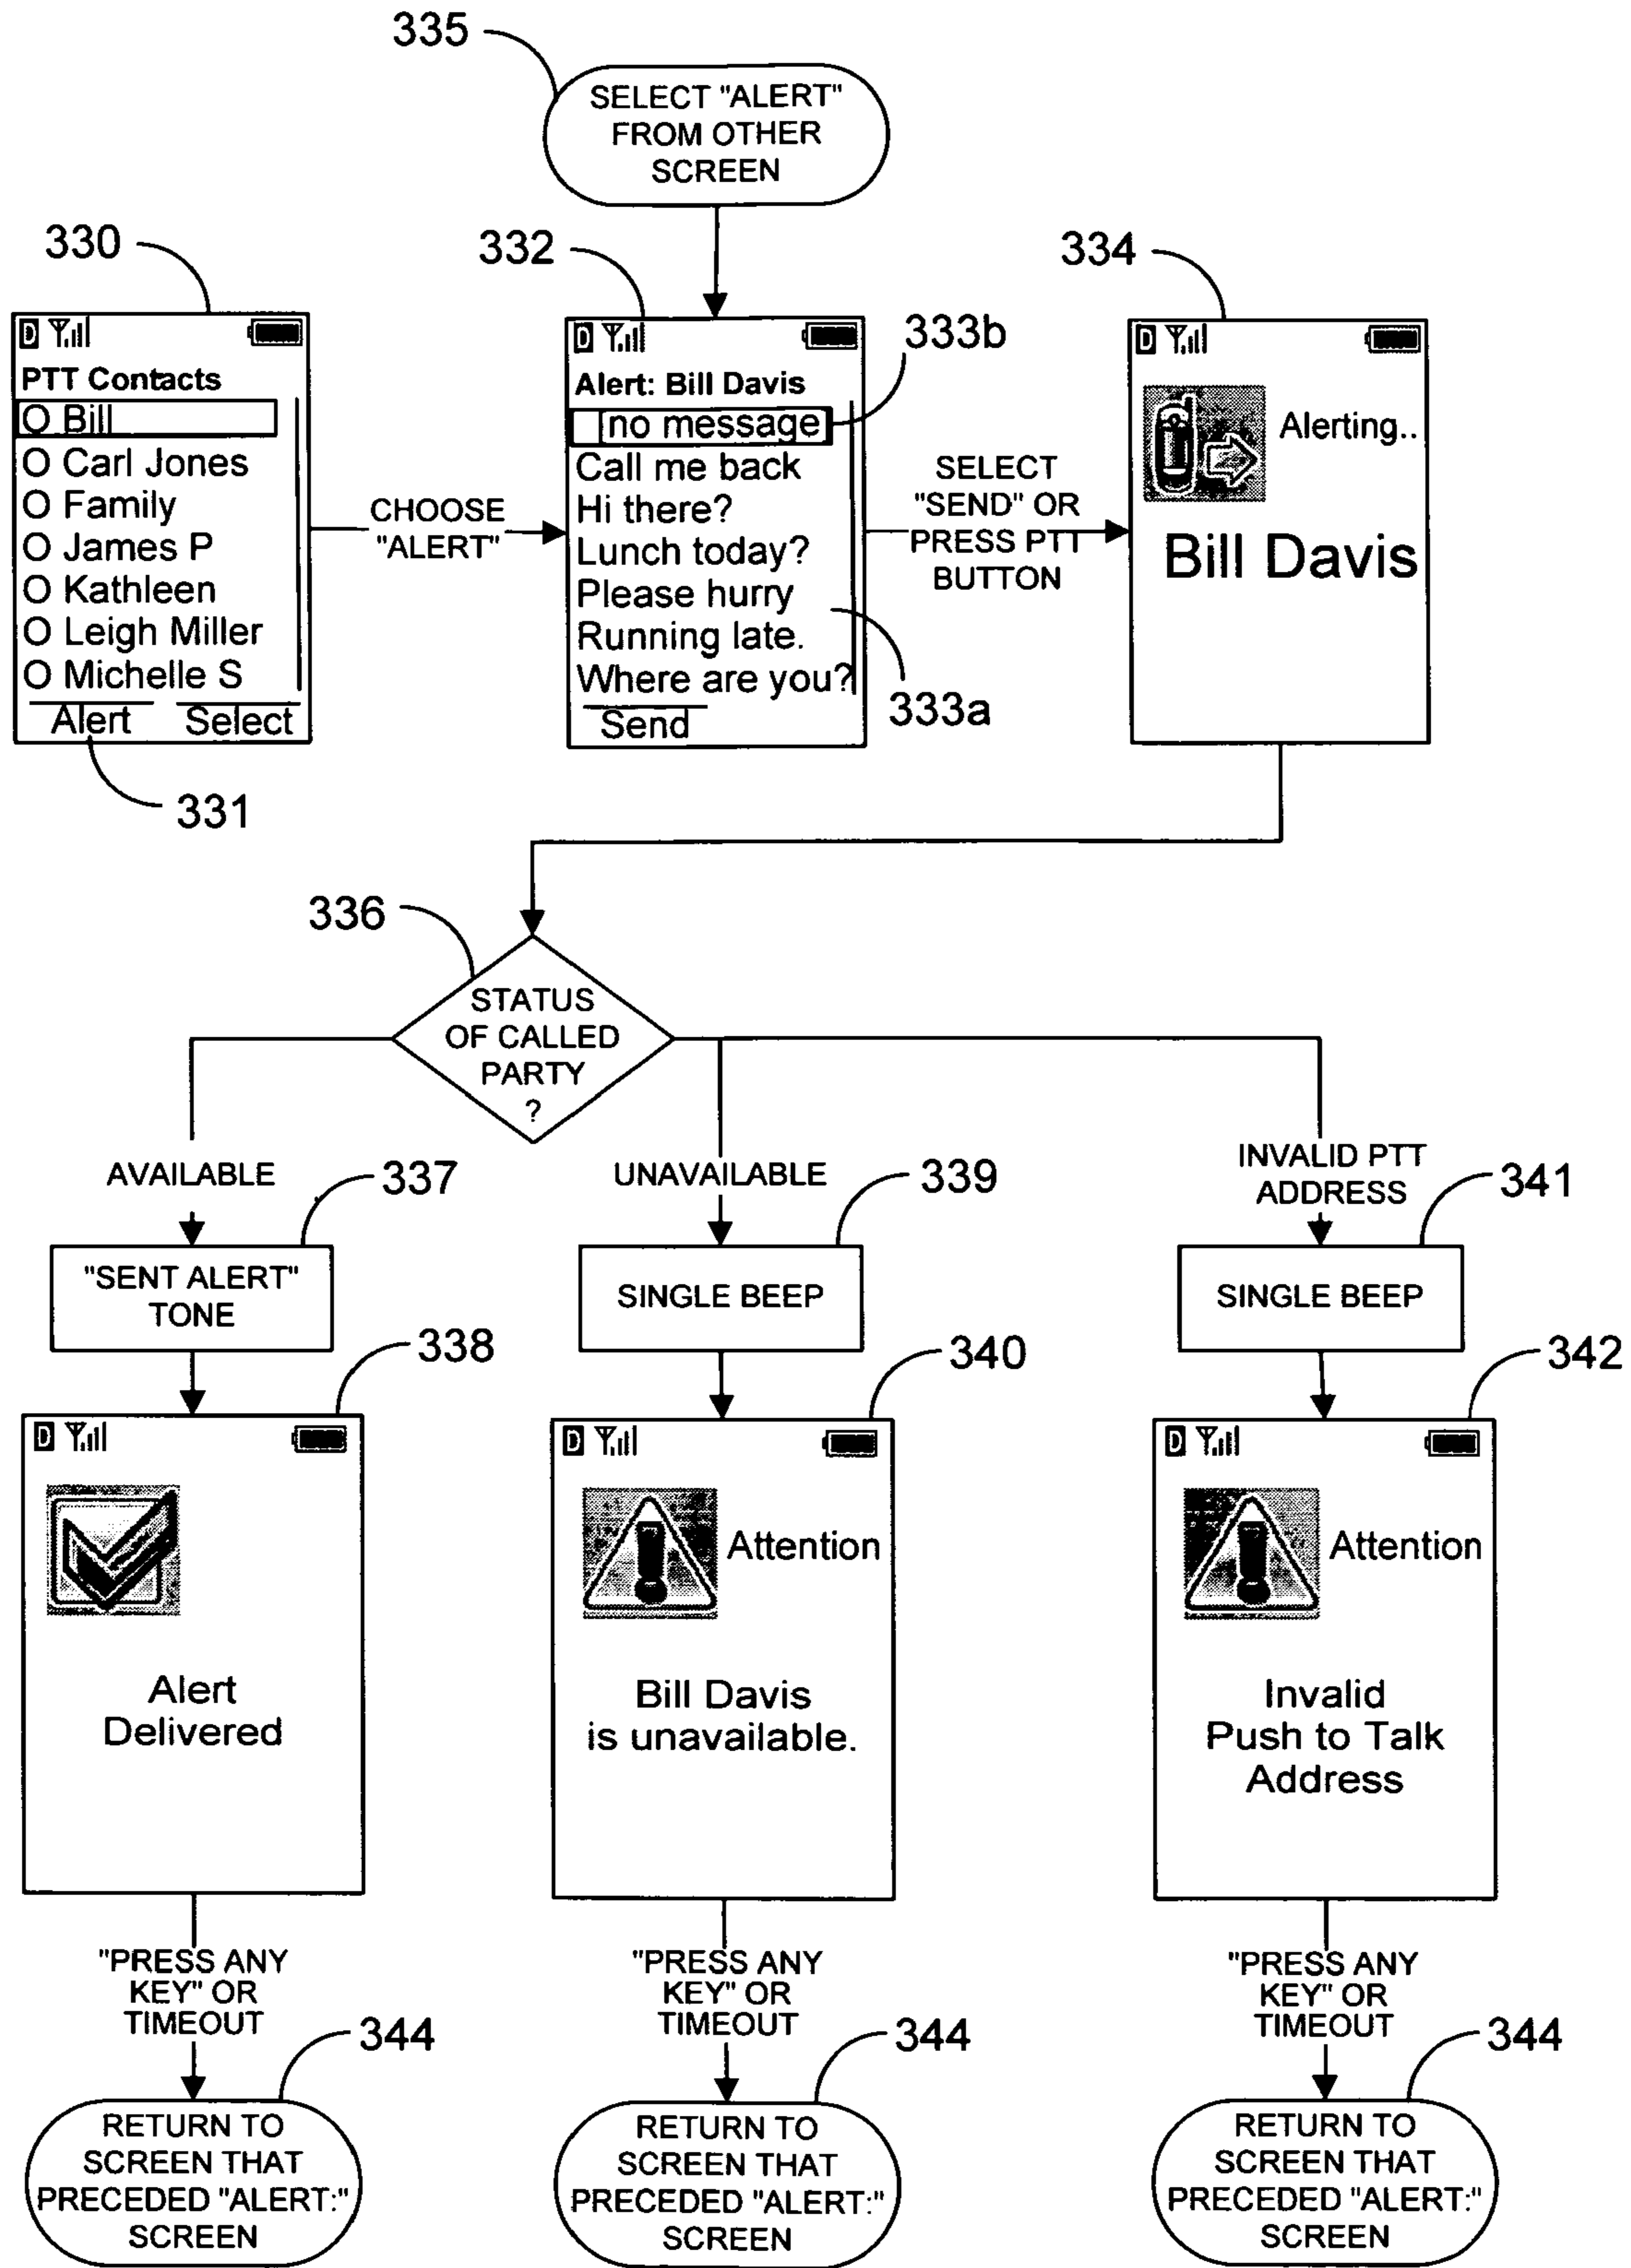 335
SELECT "ALERT"
FROM OTHER
SCREEN
330
332
334
D
PTT Contacts
O Bill
O Carl Jones
O Family
O James P
O Kathleen
O Leigh Miller
O Michelle S
Alert Select
331
CHOOSE
"ALERT"
D
Alert: Bill Davis
no message
Call me back
Hi there?
Lunch today?
Please hurry
Running late.
Where are you?
Send
333b
333a
SELECT
"SEND" OR
PRESS PTT
BUTTON
D
Alerting..
Bill Davis
336
STATUS
OF CALLED
PARTY
?
AVAILABLE
337
UNAVAILABLE
339
INVALID PTT
ADDRESS
341
"SENT ALERT"
TONE
SINGLE BEEP
SINGLE BEEP
338
340
342
D
Alert
Delivered
D
Attention
Bill Davis
is unavailable.
D
Attention
Invalid
Push to Talk
Address
"PRESS ANY
KEY" OR
TIMEOUT
"PRESS ANY
KEY" OR
TIMEOUT
"PRESS ANY
KEY" OR
TIMEOUT
344
344
344
RETURN TO
SCREEN THAT
PRECEDED "ALERT:"
SCREEN
RETURN TO
SCREEN THAT
PRECEDED "ALERT:"
SCREEN
RETURN TO
SCREEN THAT
PRECEDED "ALERT:"
SCREEN